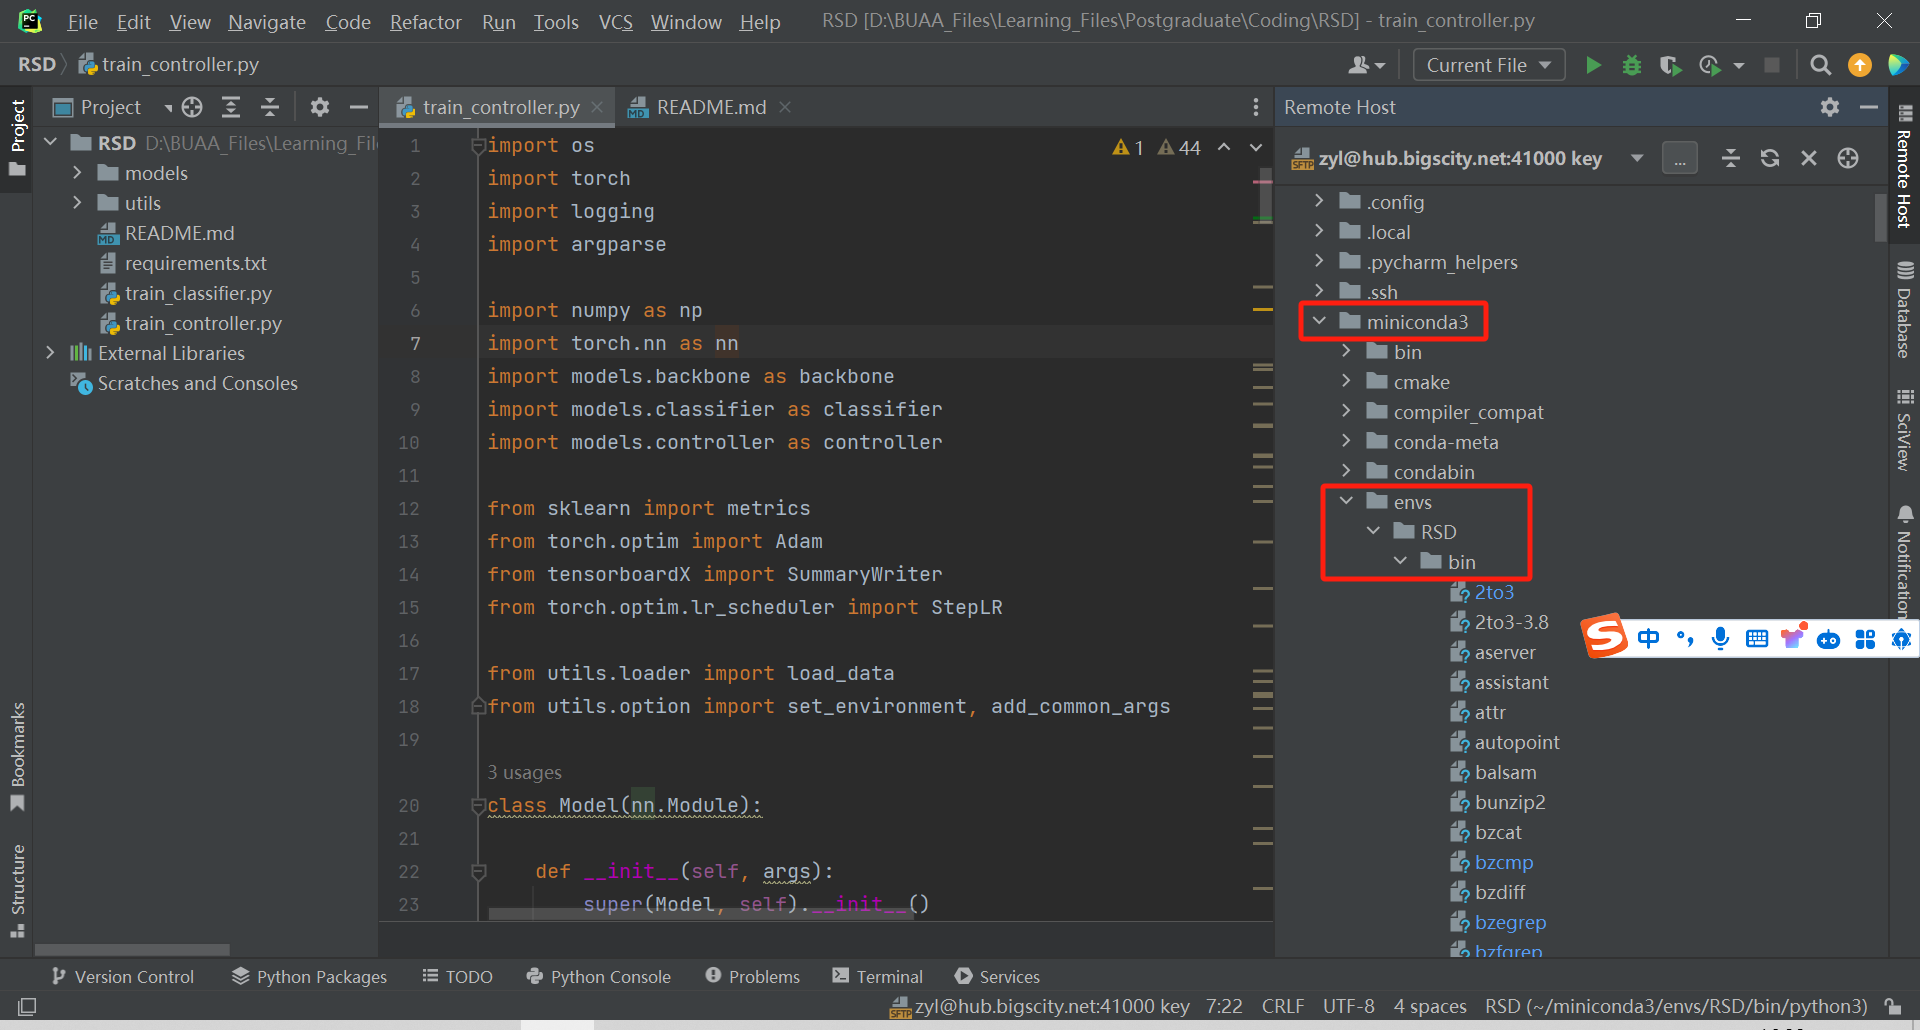 File Edit View Navigate Code Refactor Run Tools VCS Window Help RSD [D:\BUAA_Files\Learning_Files\Postgraduate\Coding\RSD] - train_controller.py
RSD train_controller.py Current File
Project
Project
RSD D:\BUAA_Files\Learning_Fil
models
utils
README.md
requirements.txt
train_classifier.py
train_controller.py
External Libraries
Scratches and Consoles
Bookmarks
Structure
train_controller.py README.md
1 44
1 import os
2 import torch
3 import logging
4 import argparse
5
6 import numpy as np
7 import torch.nn as nn
8 import models.backbone as backbone
9 import models.classifier as classifier
10 import models.controller as controller
11
12 from sklearn import metrics
13 from torch.optim import Adam
14 from tensorboardX import SummaryWriter
15 from torch.optim.lr_scheduler import StepLR
16
17 from utils.loader import load_data
18 from utils.option import set_environment, add_common_args
19
3 usages
20 class Model(nn.Module):
21
22 def __init__(self, args):
23 super(Model, self).__init__()
Remote Host
zyl@hub.bigscity.net:41000 key ...
.config
.local
.pycharm_helpers
.ssh
miniconda3
bin
cmake
compiler_compat
conda-meta
condabin
envs
RSD
bin
2to3
2to3-3.8
aserver
assistant
attr
autopoint
balsam
bunzip2
bzcat
bzcmp
bzdiff
bzegrep
bzfgrep
中
Remote Host
Database
SciView
Notification
Version Control Python Packages TODO Python Console Problems Terminal Services
zyl@hub.bigscity.net:41000 key 7:22 CRLF UTF-8 4 spaces RSD (~/miniconda3/envs/RSD/bin/python3)